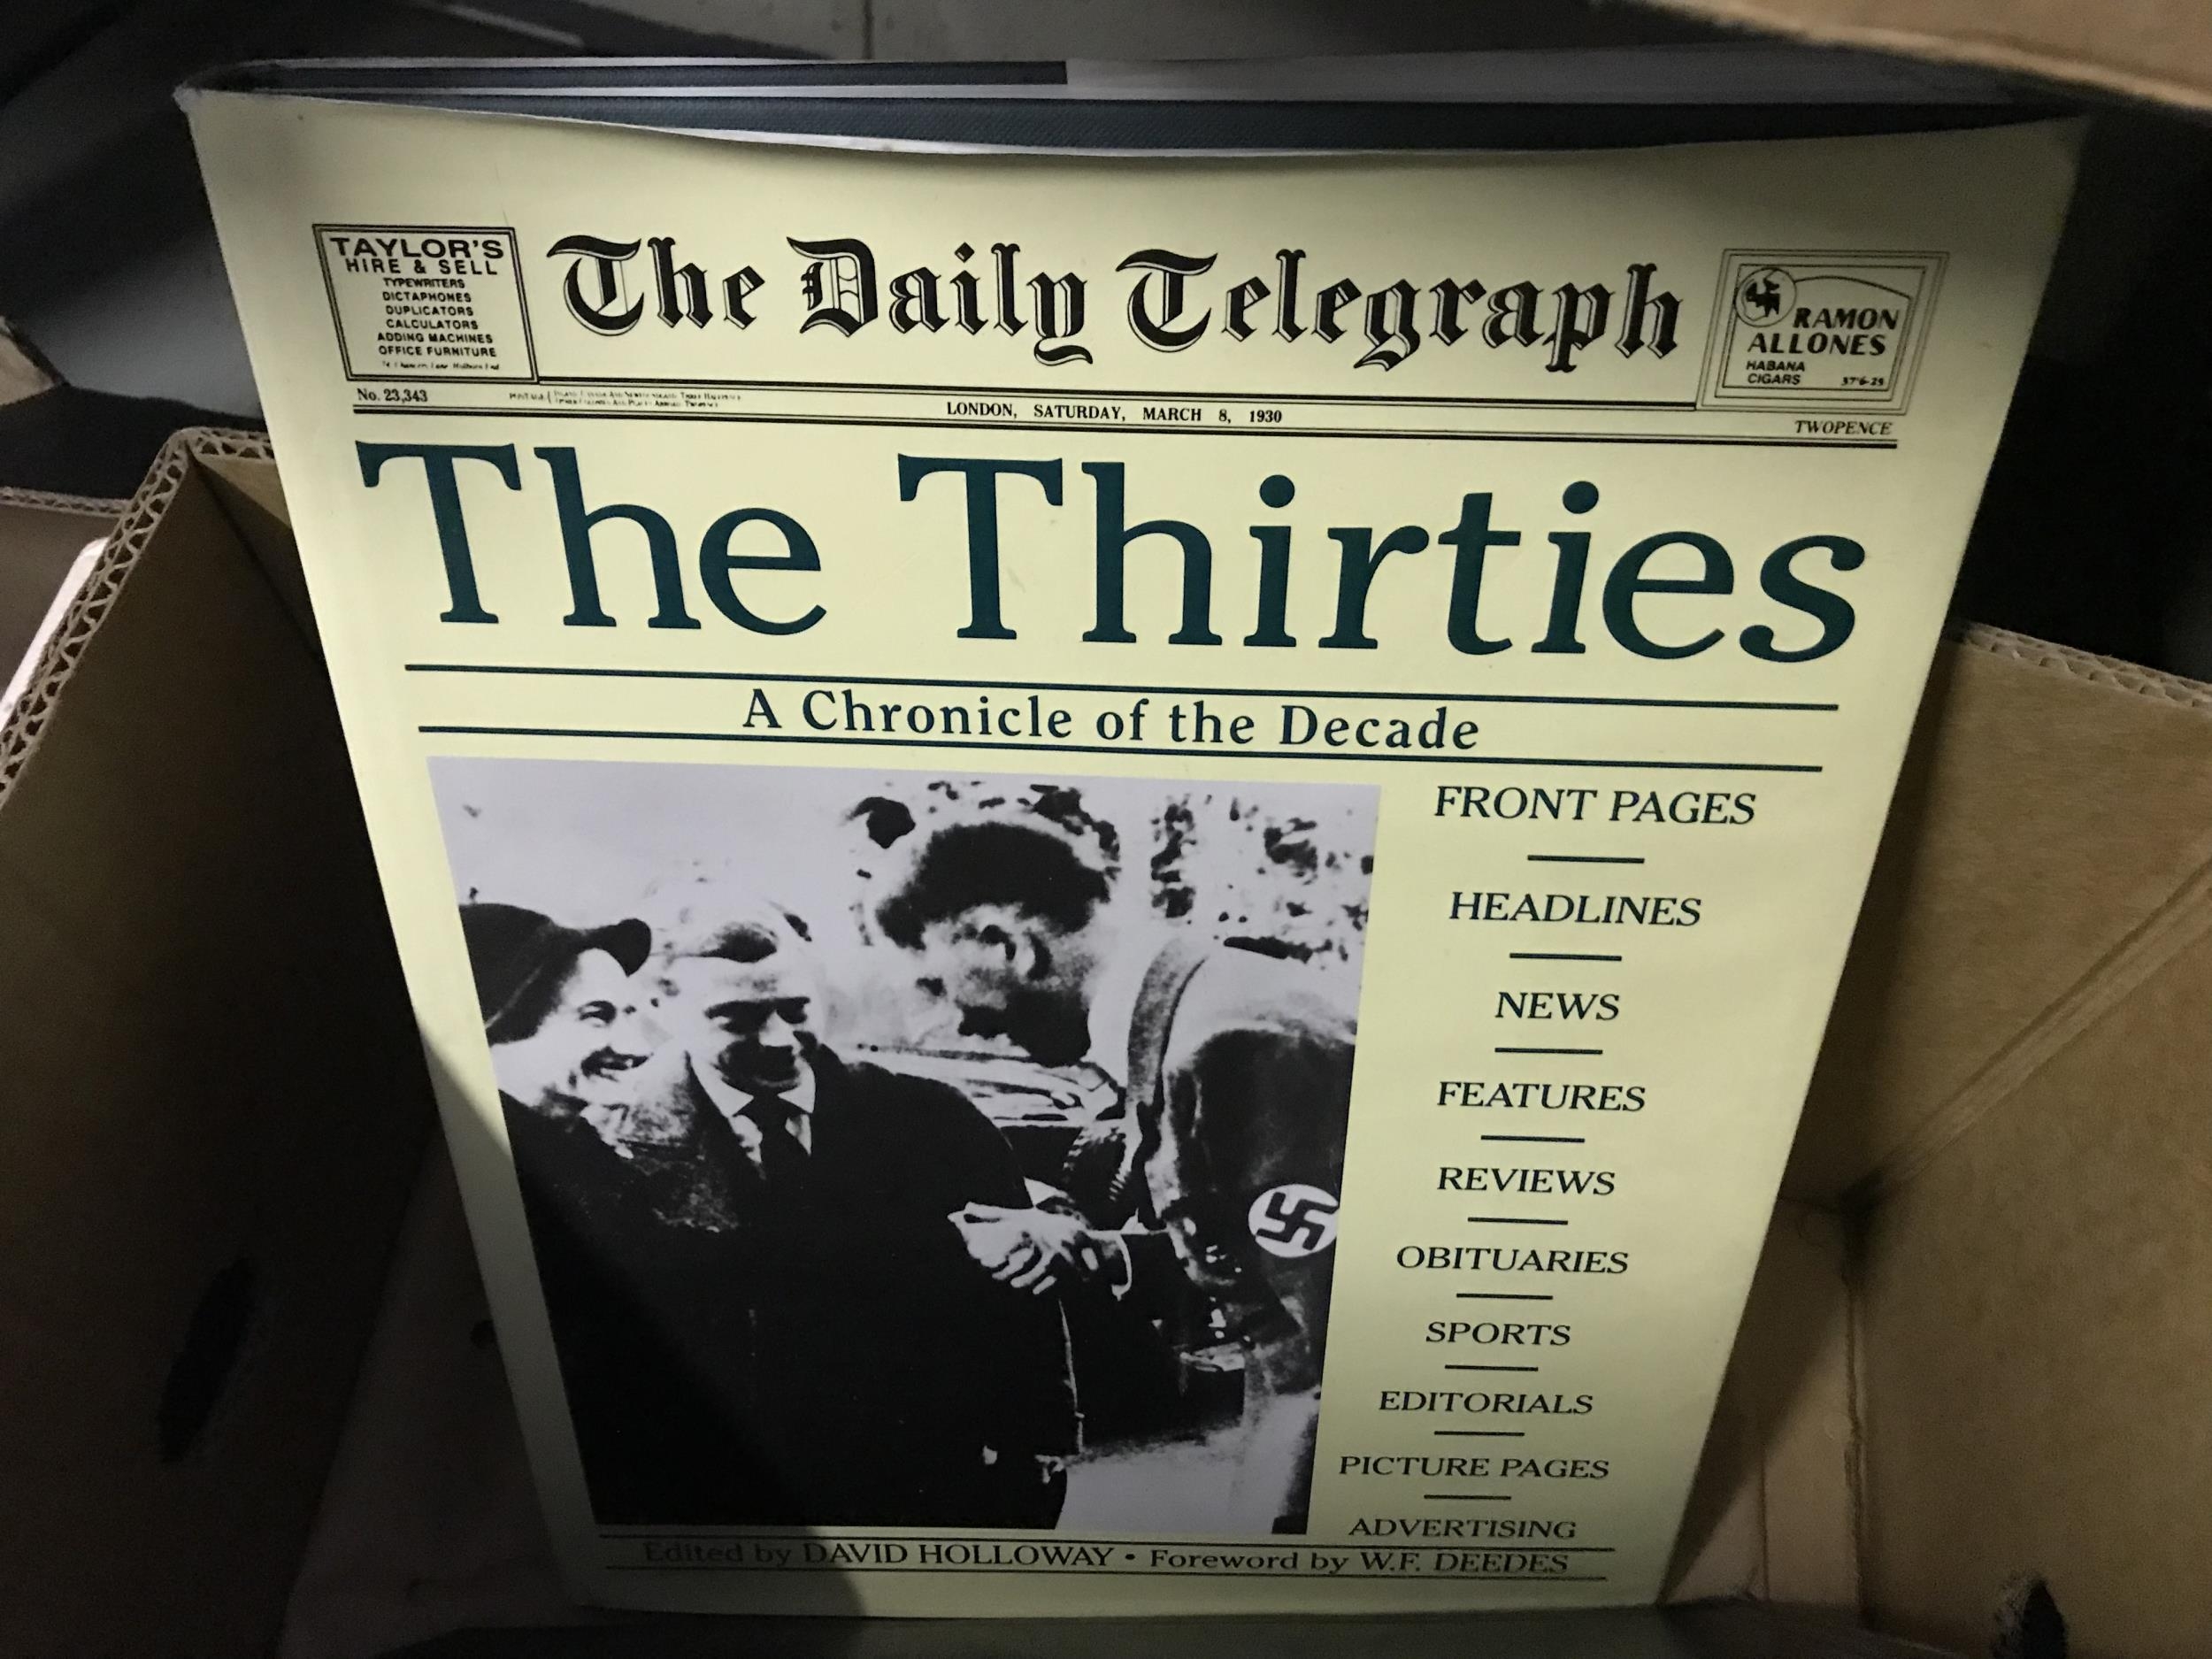 TAYLOR'S
HIRE & SELL
TYPEWRITERS
DICTAPHONES
DUPLICATORS
CALCULATORS
ADDING MACHINES
OFFICE FURNITURE
The Daily Telegraph
RAMON
ALLONES
HABANA
CIGARS
No. 23,343
LONDON, SATURDAY, MARCH 8, 1930
TWOPENCE
The Thirties
A Chronicle of the Decade
FRONT PAGES
HEADLINES
NEWS
FEATURES
REVIEWS
OBITUARIES
SPORTS
EDITORIALS
PICTURE PAGES
ADVERTISING
Edited by DAVID HOLLOWAY • Foreword by W.F. DEEDES